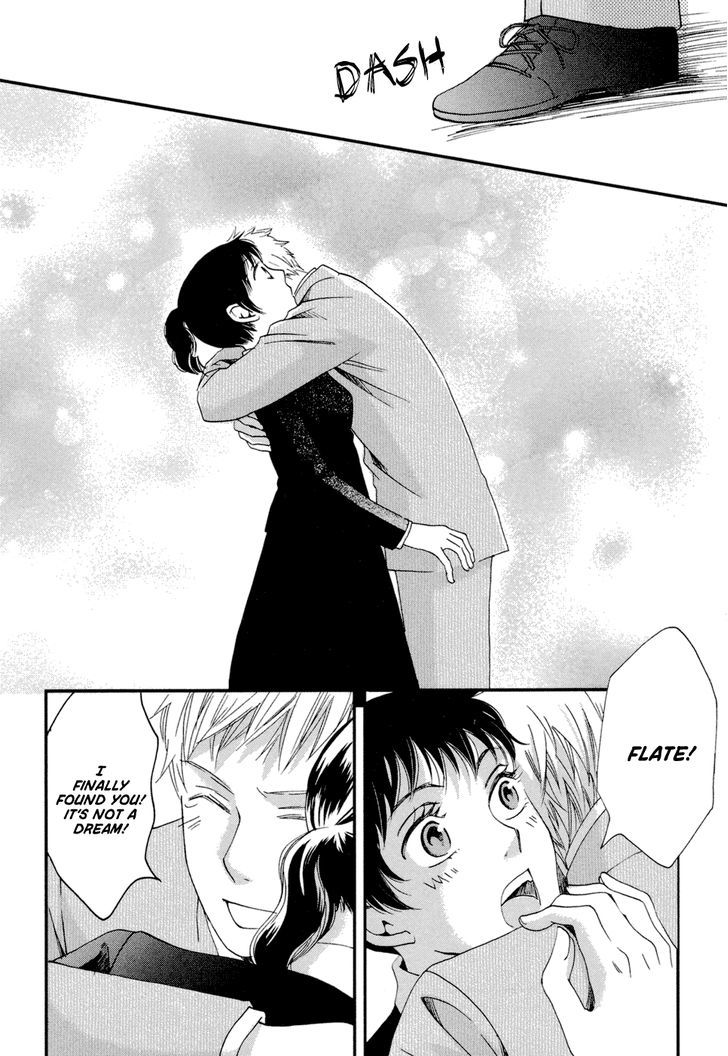 DASH
FLATE!
I
FINALLY
FOUND YOU!
IT'S NOT A
DREAM!